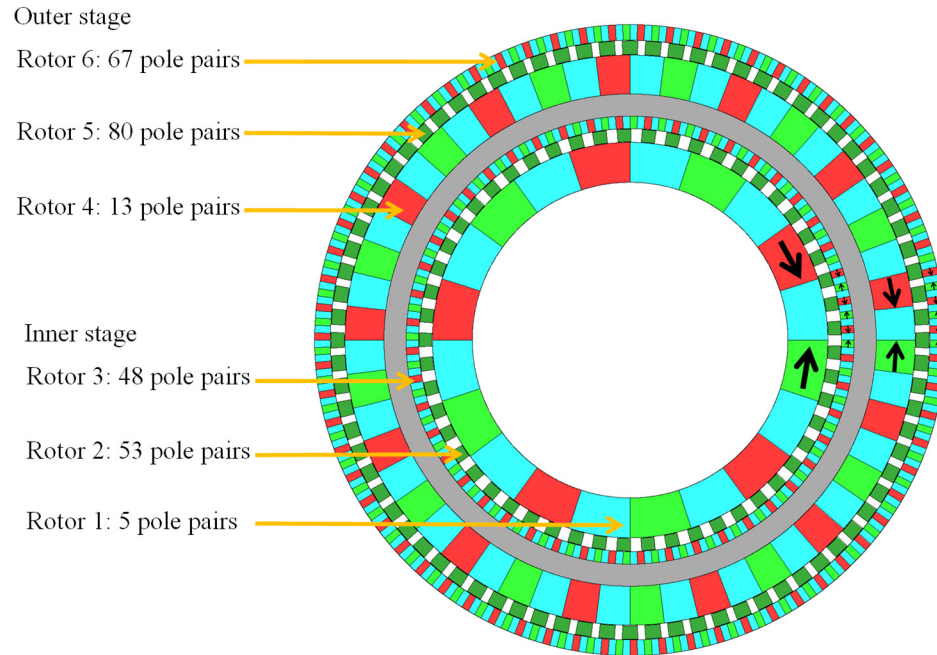 Outer stage
Rotor 6: 67 pole pairs
Rotor 5: 80 pole pairs
Rotor 4: 13 pole pairs
Inner stage
Rotor 3: 48 pole pairs
Rotor 2: 53 pole pairs
Rotor 1: 5 pole pairs